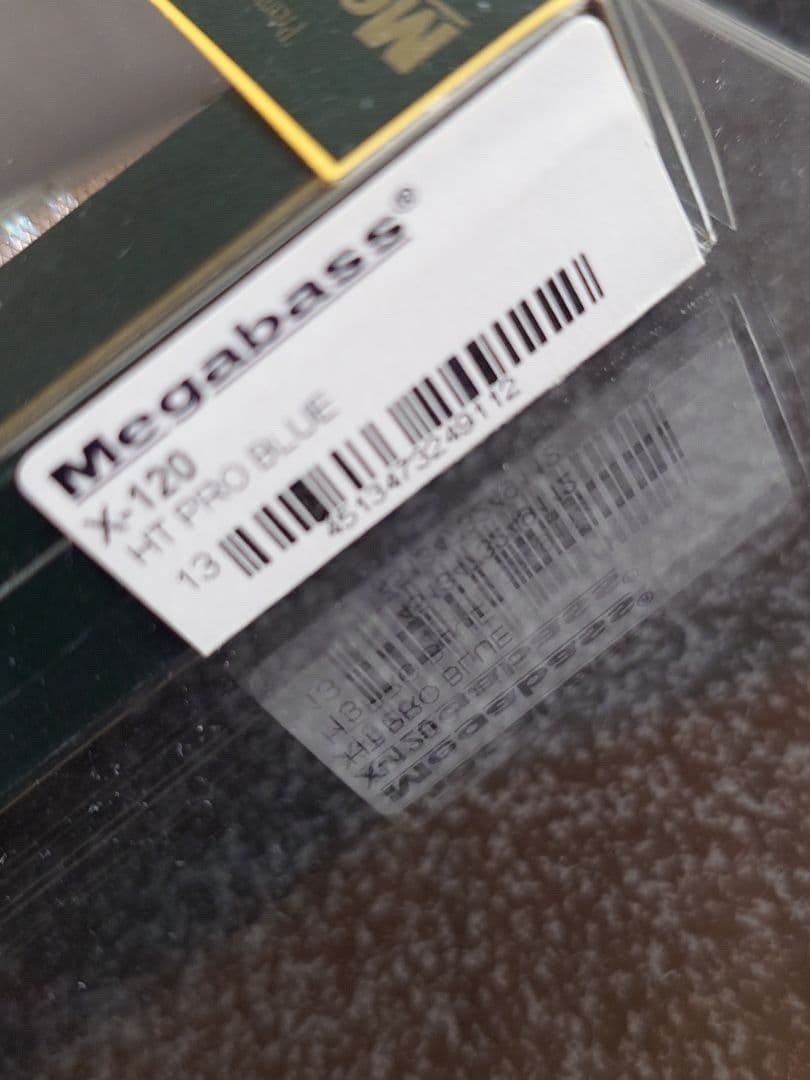 Megabass®
X-120
HT PRO BLUE
13
4513473249112